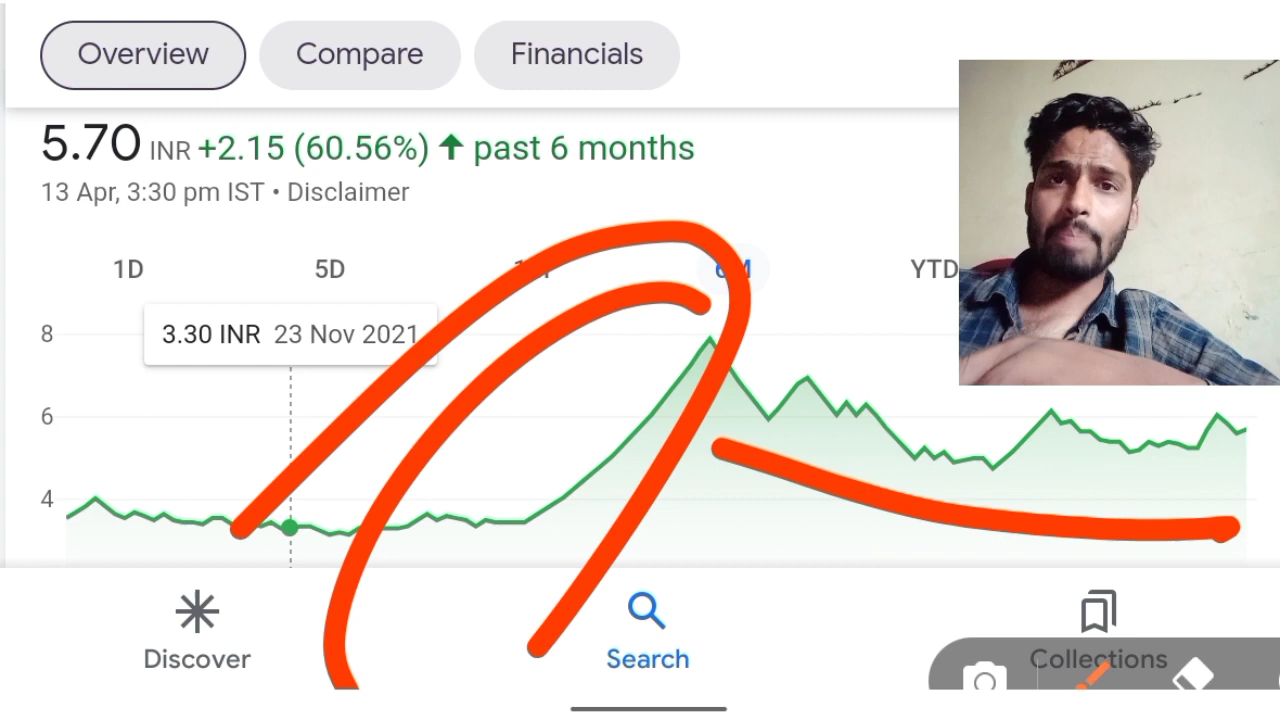 Overview Compare Financials
5.70 INR +2.15 (60.56%) ↑ past 6 months
13 Apr, 3:30 pm IST • Disclaimer
1D 5D 6M YTD
3.30 INR 23 Nov 2021
8
6
4
Discover Search Collections